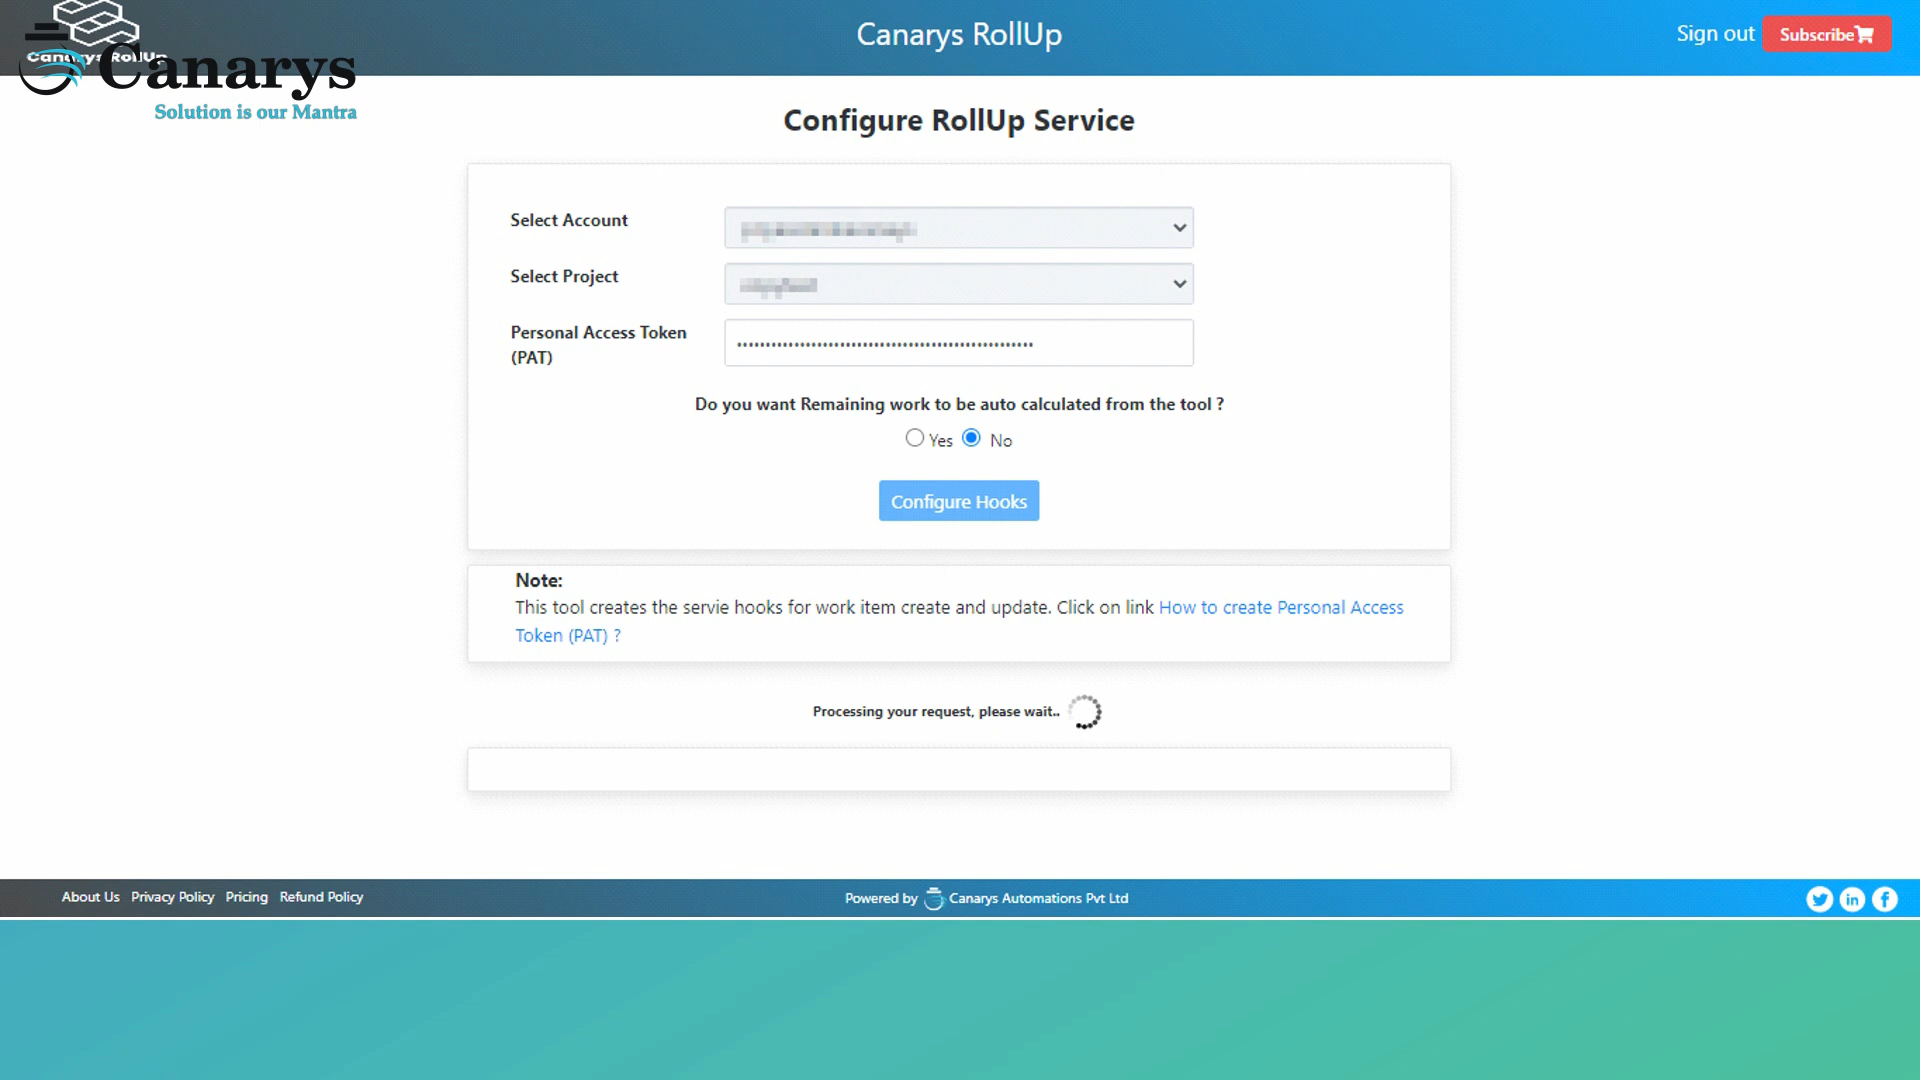 Canarys RollUp
Canarys RollUp
Sign out
Subscribe
Canarys
Solution is our Mantra
Configure RollUp Service
Select Account
Select Project
Personal Access Token
(PAT)
Do you want Remaining work to be auto calculated from the tool ?
Yes
No
Configure Hooks
Note:
This tool creates the servie hooks for work item create and update. Click on link How to create Personal Access
Token (PAT) ?
Processing your request, please wait..
About Us Privacy Policy Pricing Refund Policy
Powered by Canarys Automations Pvt Ltd